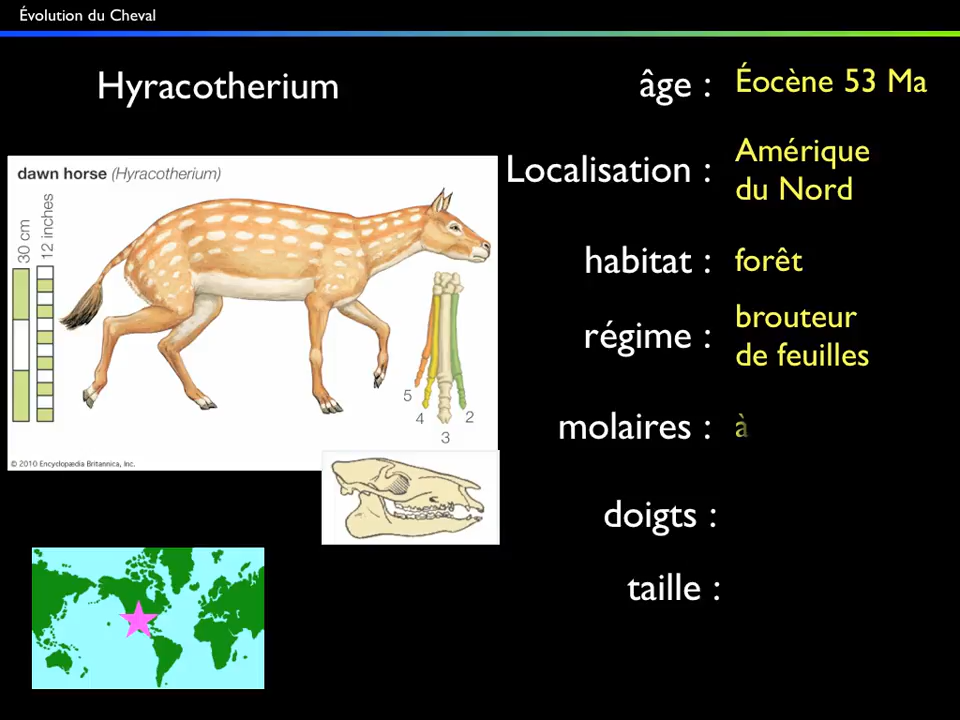 Évolution du Cheval
Hyracotherium
âge : Éocène 53 Ma
Localisation : Amérique
du Nord
habitat : forêt
régime : brouteur
de feuilles
molaires : à
doigts :
taille :
dawn horse (Hyracotherium)
30 cm
12 inches
5
4
3
2
© 2010 Encyclopædia Britannica, Inc.